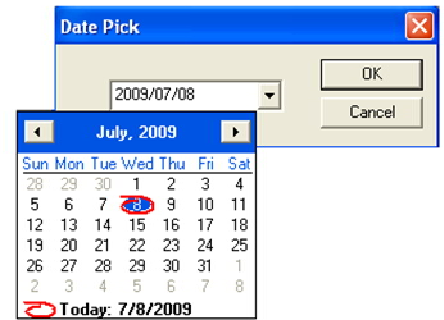 Date Pick
OK
2009/07/08
Cancel
July, 2009
Sun Mon Tue Wed Thu Fri Sat
28 29 30 1 2 3 4
5 6 7 8 9 10 11
12 13 14 15 16 17 18
19 20 21 22 23 24 25
26 27 28 29 30 31 1
2 3 4 5 6 7 8
Today: 7/8/2009